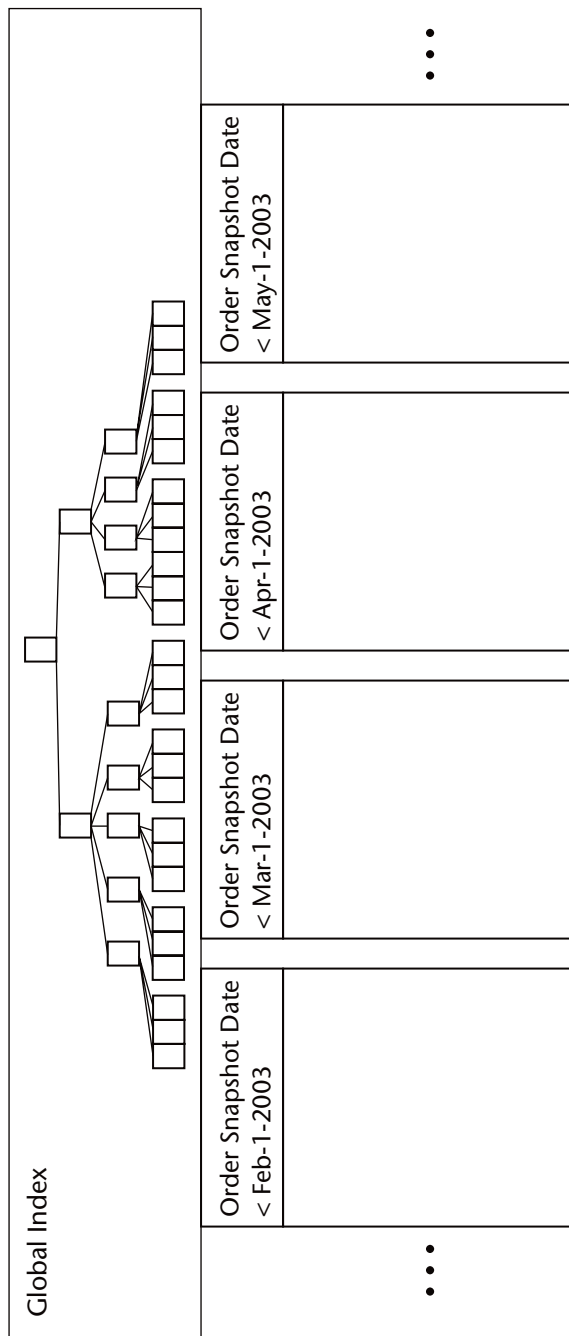 Global Index
Order Snapshot Date
< Feb-1-2003
Order Snapshot Date
< Mar-1-2003
Order Snapshot Date
< Apr-1-2003
Order Snapshot Date
< May-1-2003